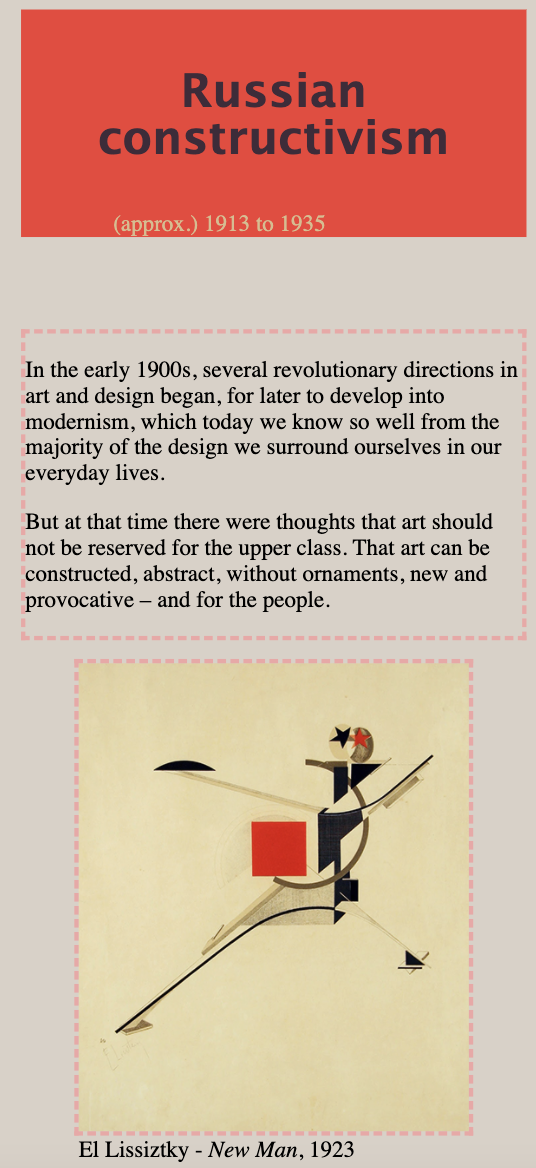 Russian
constructivism
(approx.) 1913 to 1935
In the early 1900s, several revolutionary directions in
art and design began, for later to develop into
modernism, which today we know so well from the
majority of the design we surround ourselves in our
everyday lives.
But at that time there were thoughts that art should
not be reserved for the upper class. That art can be
constructed, abstract, without ornaments, new and
provocative – and for the people.
El Lissiztky - New Man, 1923